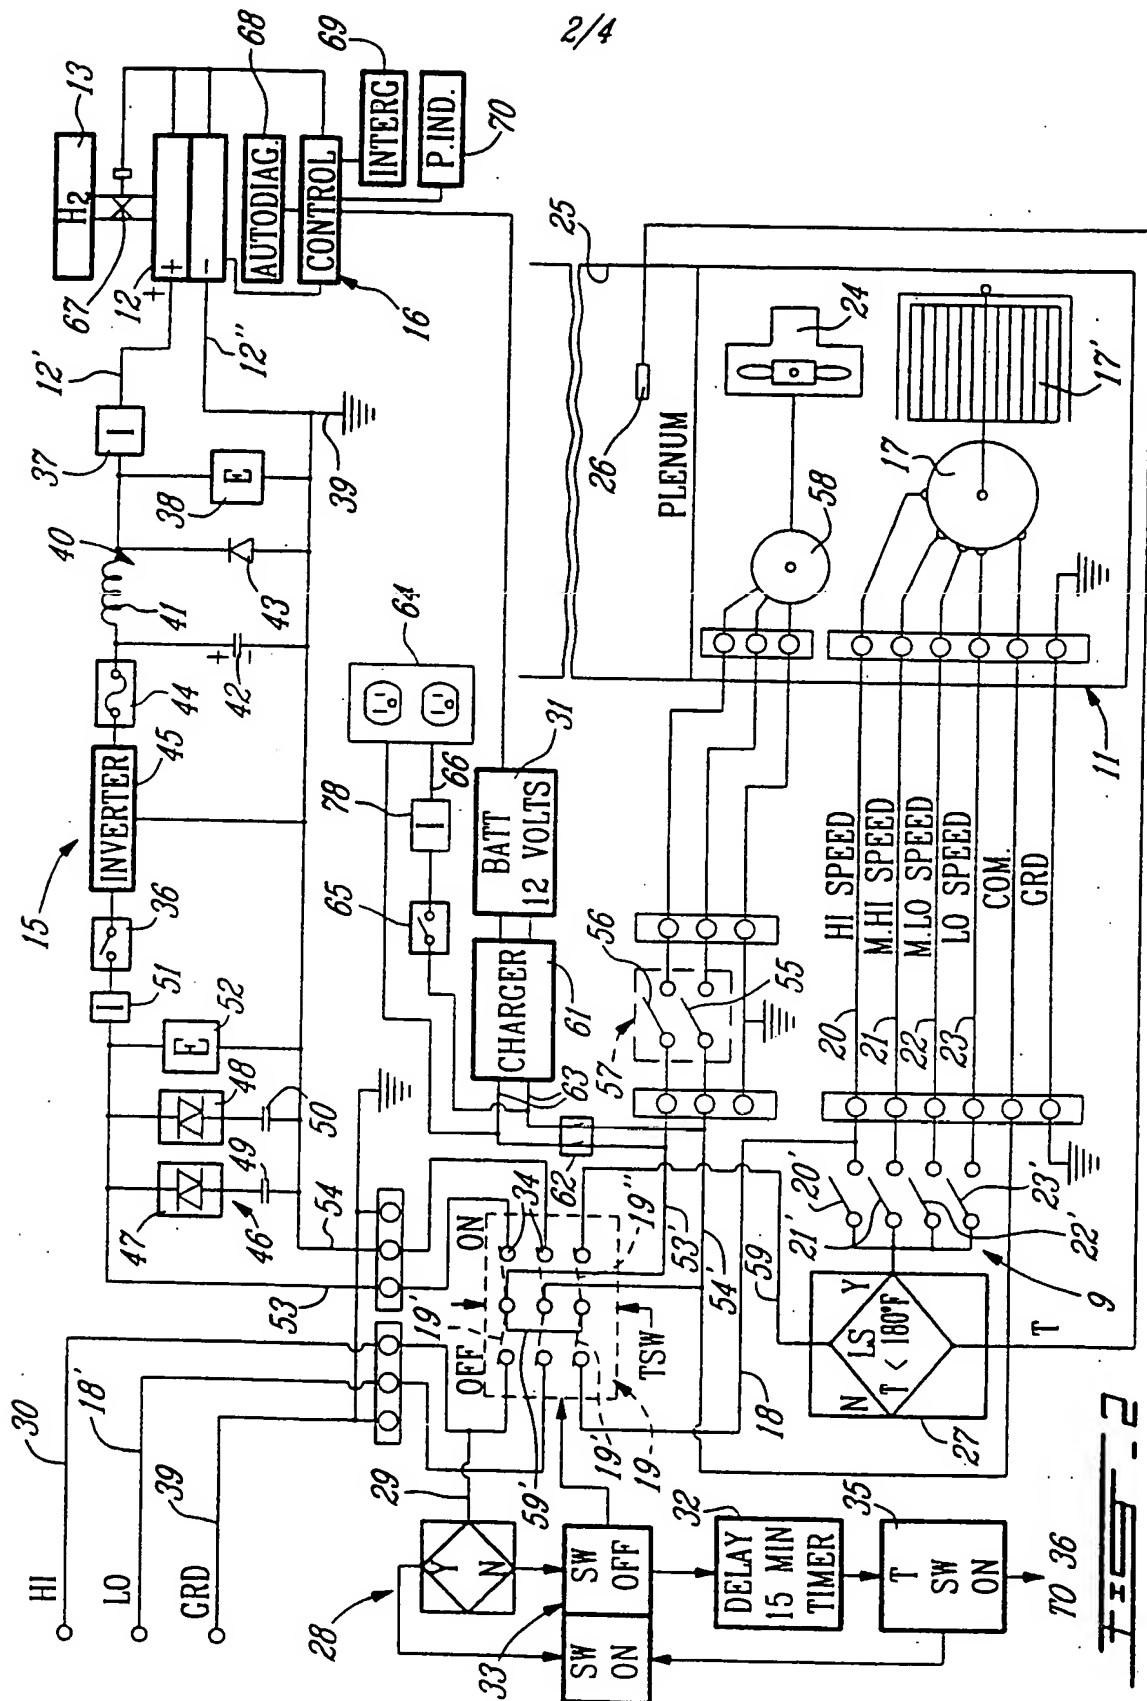 2/4
HI
LO
GRD
30
18'
39
29
28
Y
N
33
SW
ON
SW
OFF
32
DELAY
15 MIN
TIMER
35
T
SW
ON
TO 36
Fig-2
15
53
54
47
46
49
48
50
52
E
51
I
36
INVERTER
45
44
42
+
-
41
40
43
38
E
37
I
39
12'
12"
12
+
+
-
67
H2
13
AUTODIAG.
68
CONTROL
16
INTERG
69
P.IND.
70
OFF
ON
19'
34
59'
19'
19
TSW
19"
62
53'
54'
59
18
63
CHARGER
61
BATT
12 VOLTS
31
65
78
I
66
64
57
56
55
N
LS
Y
T < 180°F
27
T
9
20'
21'
22'
23'
20
HI SPEED
21
M.HI SPEED
22
M.LO SPEED
23
LO SPEED
COM.
GRD
11
PLENUM
25
26
24
58
17
17'